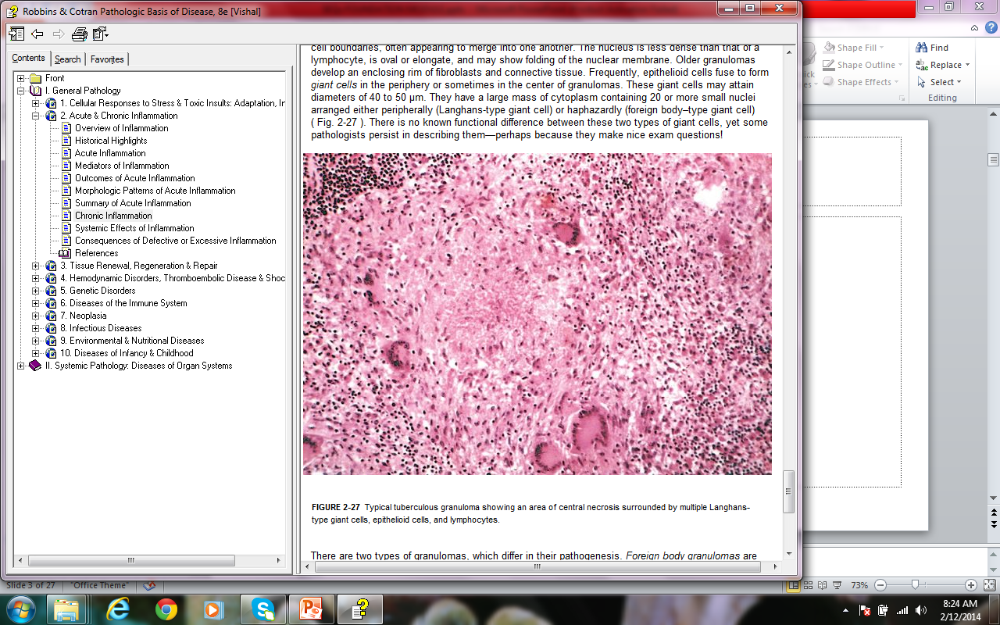 Robbins & Cotran Pathologic Basis of Disease, 8e [Vishal]
Contents
Search
Favorites
Front
I. General Pathology
1. Cellular Responses to Stress & Toxic Insults: Adaptation, Ir
2. Acute & Chronic Inflammation
Overview of Inflammation
Historical Highlights
Acute Inflammation
Mediators of Inflammation
Outcomes of Acute Inflammation
Morphologic Patterns of Acute Inflammation
Summary of Acute Inflammation
Chronic Inflammation
Systemic Effects of Inflammation
Consequences of Defective or Excessive Inflammation
References
3. Tissue Renewal, Regeneration & Repair
4. Hemodynamic Disorders, Thromboembolic Disease & Shoc
5. Genetic Disorders
6. Diseases of the Immune System
7. Neoplasia
8. Infectious Diseases
9. Environmental & Nutritional Diseases
10. Diseases of Infancy & Childhood
II. Systemic Pathology: Diseases of Organ Systems
cell boundaries, often appearing to merge into one another. The nucleus is less dense than that of a
lymphocyte, is oval or elongate, and may show folding of the nuclear membrane. Older granulomas
develop an enclosing rim of fibroblasts and connective tissue. Frequently, epithelioid cells fuse to form
giant cells in the periphery or sometimes in the center of granulomas. These giant cells may attain
diameters of 40 to 50 μm. They have a large mass of cytoplasm containing 20 or more small nuclei
arranged either peripherally (Langhans-type giant cell) or haphazardly (foreign body–type giant cell)
( Fig. 2-27 ). There is no known functional difference between these two types of giant cells, yet some
pathologists persist in describing them—perhaps because they make nice exam questions!
FIGURE 2-27 Typical tuberculous granuloma showing an area of central necrosis surrounded by multiple Langhans-
type giant cells, epithelioid cells, and lymphocytes.
There are two types of granulomas, which differ in their pathogenesis. Foreign body granulomas are
Shape Fill
Shape Outline
Shape Effects
Find
Replace
Select
Editing
Slide 3 of 27
"Office Theme"
73%
8:24 AM
2/12/2014